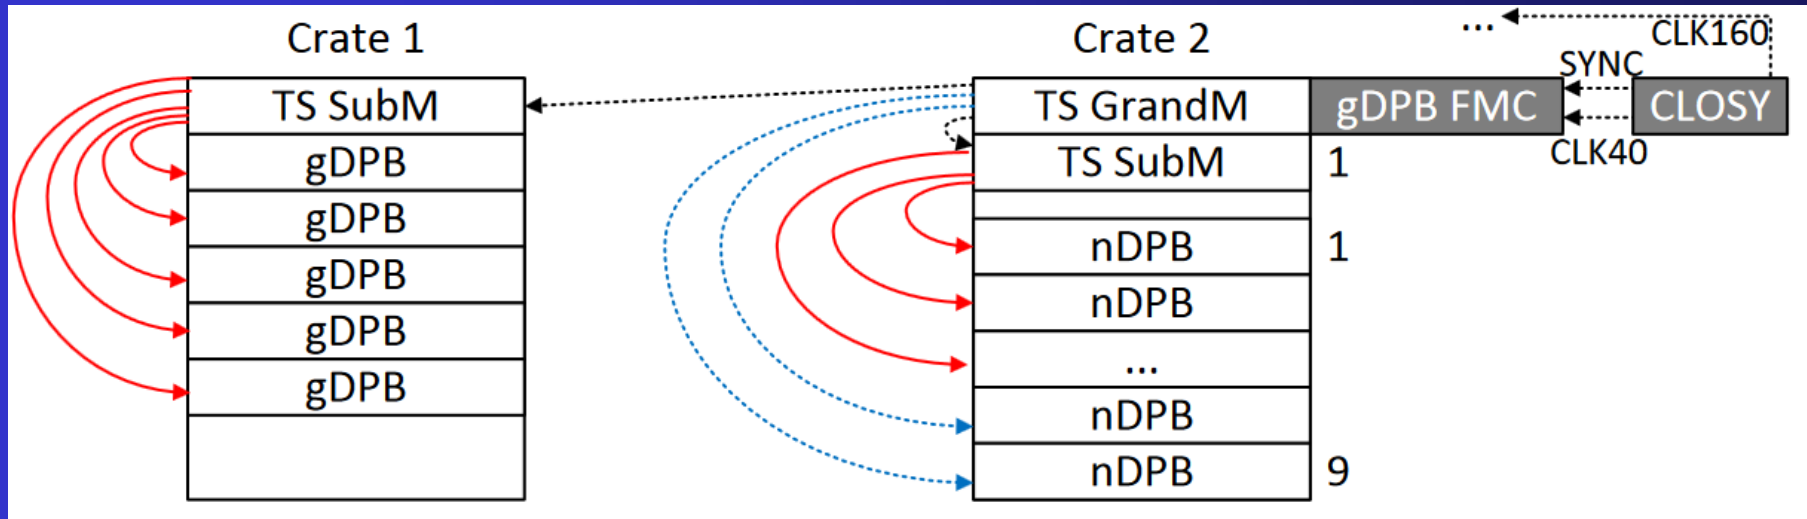 Crate 1
TS SubM
gDPB
gDPB
gDPB
gDPB
gDPB
Crate 2
TS GrandM
TS SubM
1
nDPB
1
nDPB
...
nDPB
nDPB
9
gDPB FMC
SYNC
CLK40
CLOSY
...
CLK160